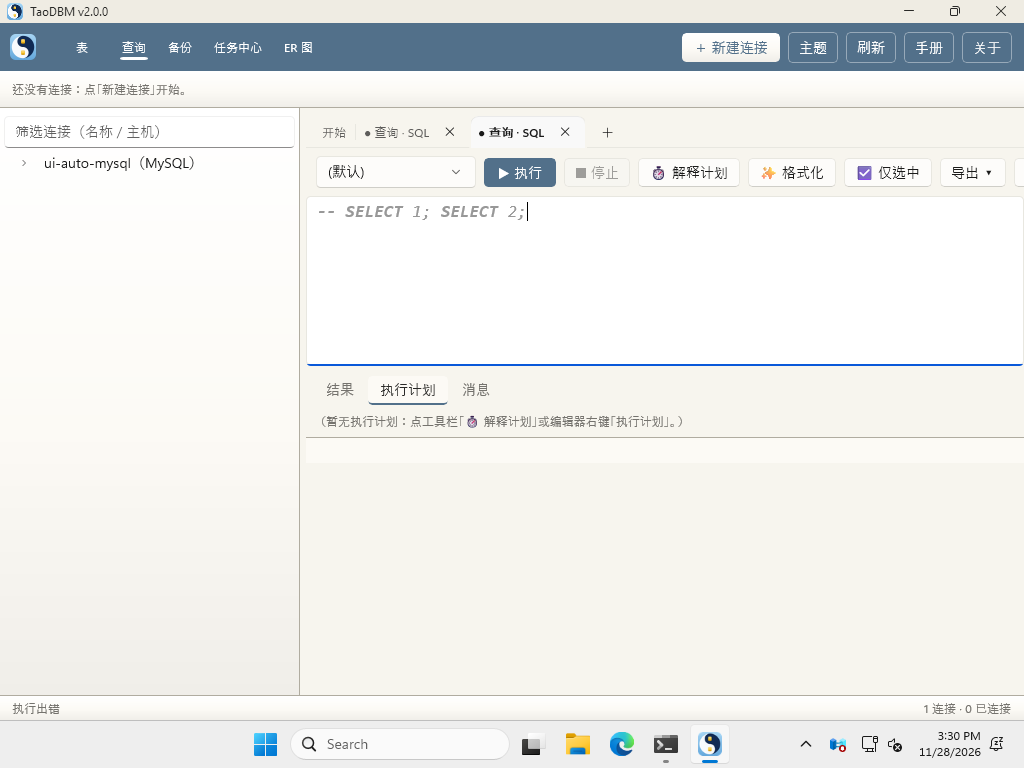 TaoDBM v2.0.0
表 查询 备份 任务中心 ER 图 + 新建连接 主题 刷新 手册 关于
还没有连接：点「新建连接」开始。
筛选连接（名称 / 主机）
ui-auto-mysql（MySQL）
开始 ● 查询 · SQL ● 查询 · SQL
(默认) 执行 停止 解释计划 格式化 仅选中 导出
-- SELECT 1; SELECT 2;
结果 执行计划 消息
（暂无执行计划：点工具栏「 解释计划」或编辑器右键「执行计划」。）
执行出错 1 连接 · 0 已连接
Search
3:30 PM
11/28/2026